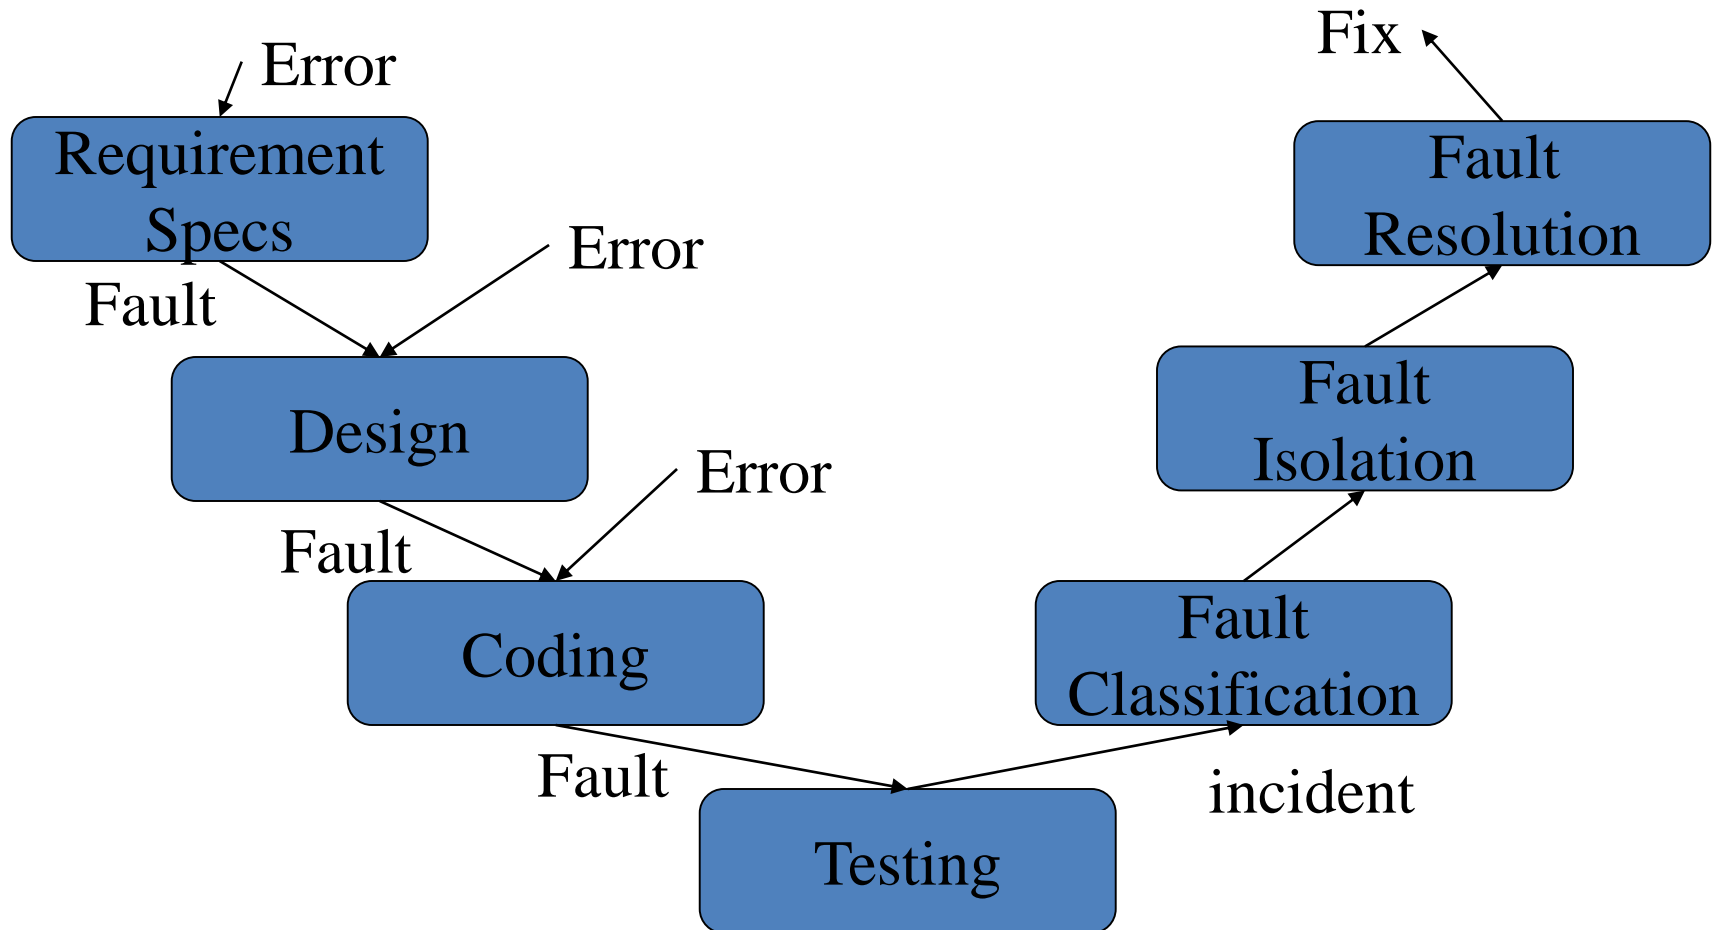 Error
Requirement
Specs
Fault
Error
Design
Fault
Error
Coding
Fault
Testing
incident
Fault
Classification
Fault
Isolation
Fault
Resolution
Fix